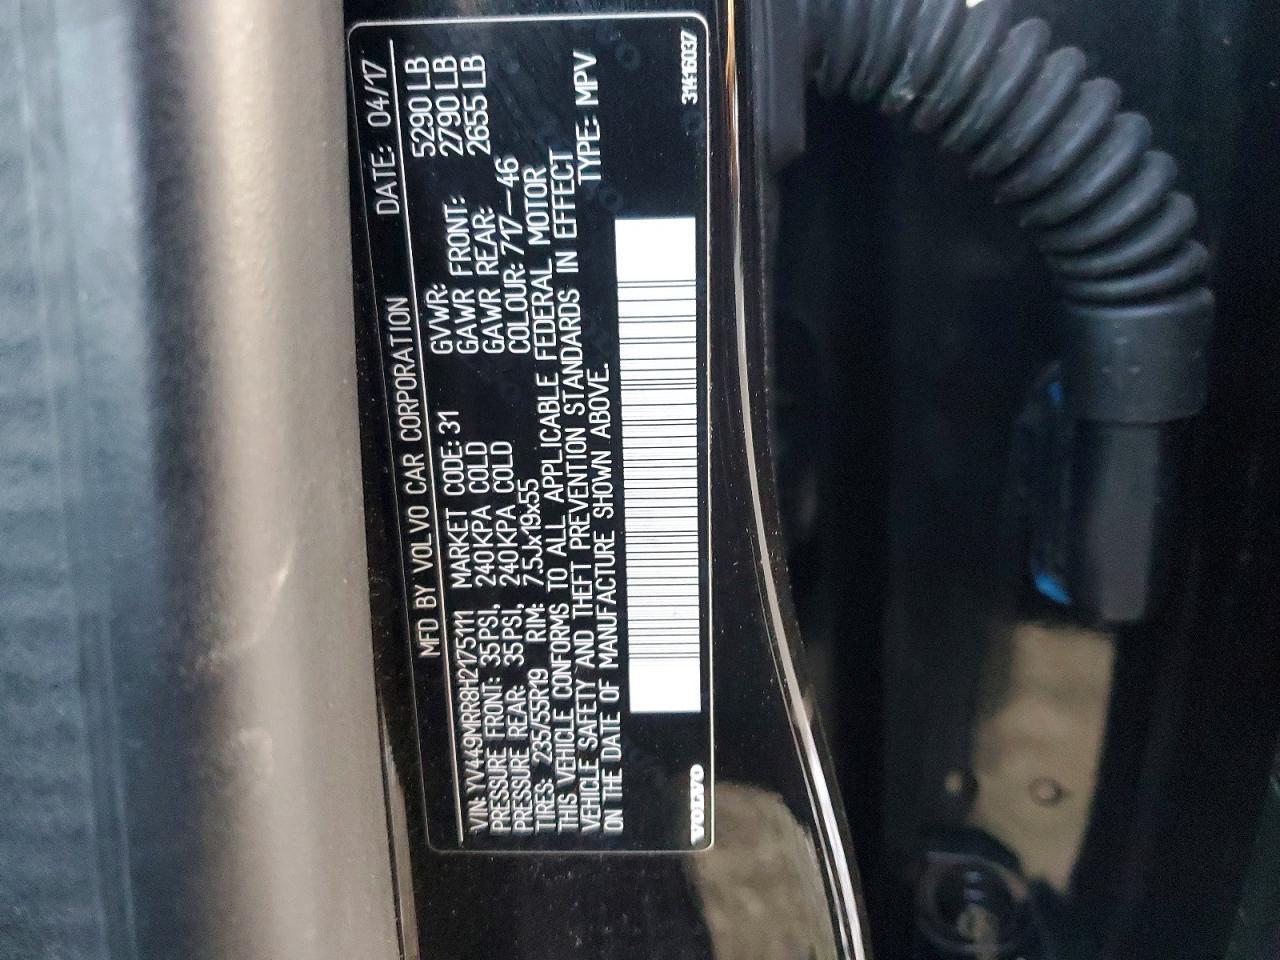 MFD BY VOLVO CAR CORPORATION DATE: 04/17
VIN: YV449MRR8H2175111 MARKET CODE: 31 GVWR: 5290 LB
PRESSURE FRONT: 35PSI, 240KPA COLD GAWR FRONT: 2790 LB
PRESSURE REAR: 35PSI, 240KPA COLD GAWR REAR: 2655 LB
TIRES: 235/55R19 RIM: 7.5Jx19x55 COLOUR: 717-46
THIS VEHICLE CONFORMS TO ALL APPLICABLE FEDERAL MOTOR
VEHICLE SAFETY AND THEFT PREVENTION STANDARDS IN EFFECT
ON THE DATE OF MANUFACTURE SHOWN ABOVE. TYPE: MPV
VOLVO 31416037